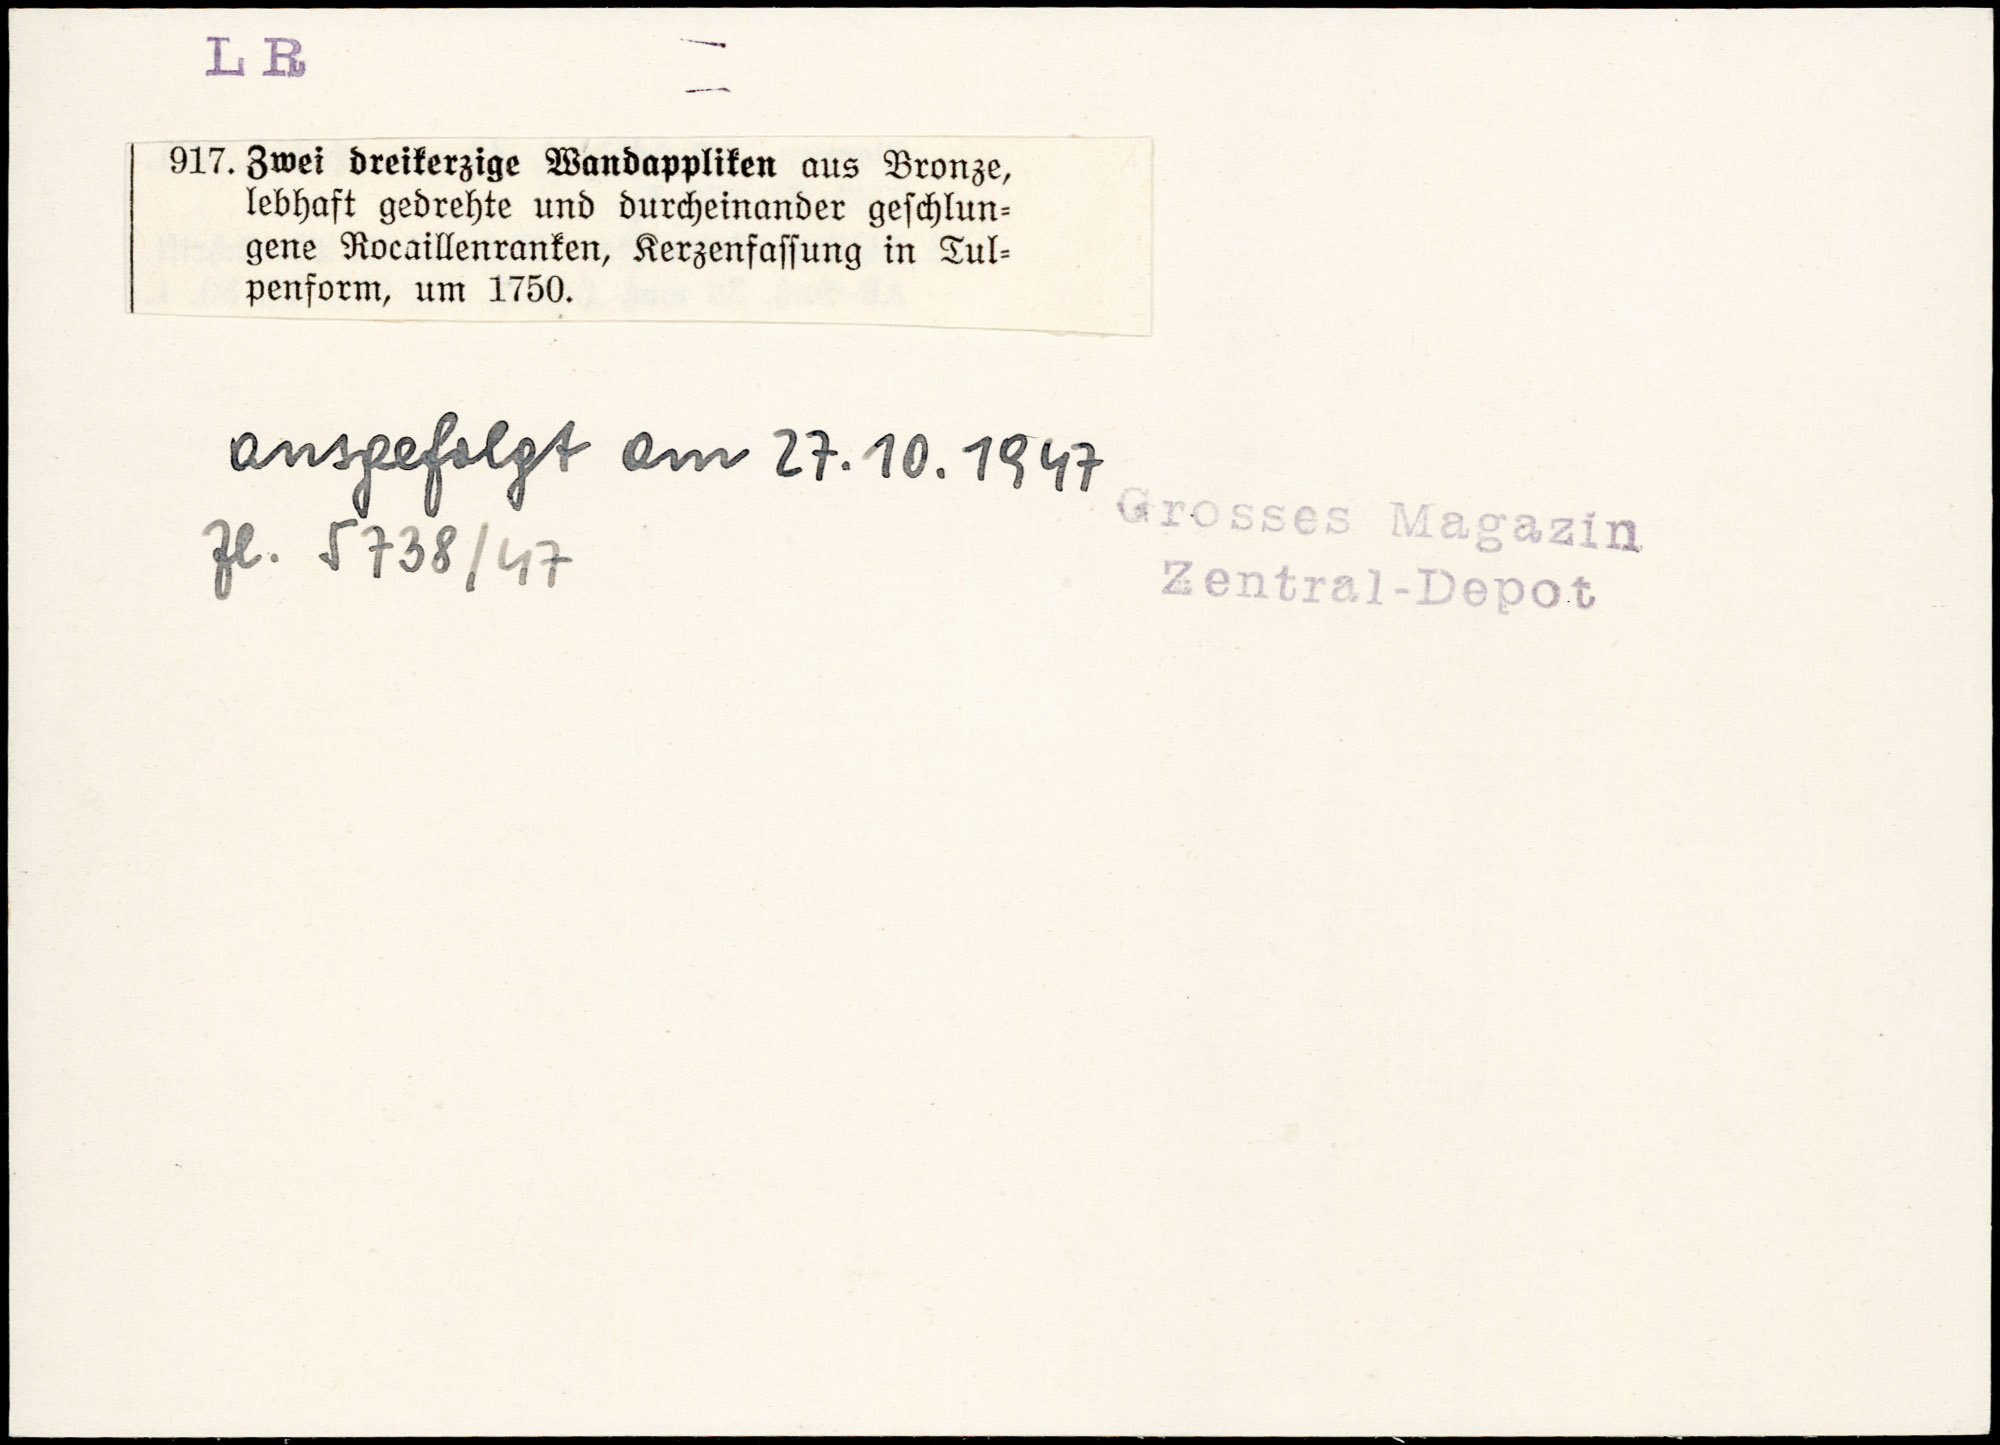 L R
917. Zwei dreikerzige Wandappliken aus Bronze,
lebhaft gedrehte und durcheinander geschlun-
gene Rocaillenranken, Kerzenfassung in Tul-
penform, um 1750.
ausgefolgt am 27.10.1947
Zl. 5738/47
Grosses Magazin
Zentral-Depot